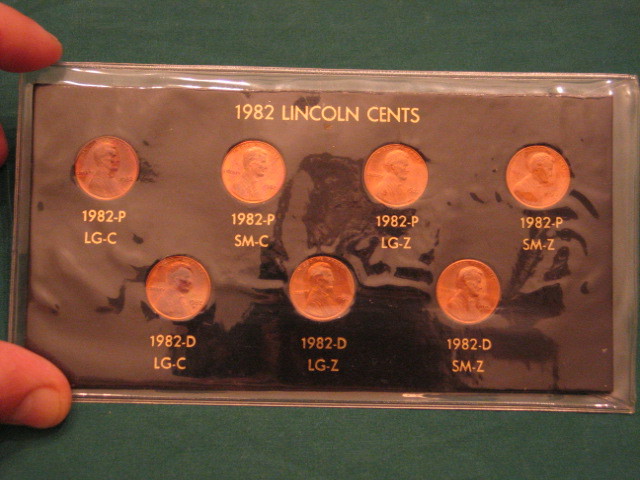 1982 LINCOLN CENTS
1982-P
LG-C
1982-P
SM-C
1982-P
LG-Z
1982-P
SM-Z
1982-D
LG-C
1982-D
LG-Z
1982-D
SM-Z